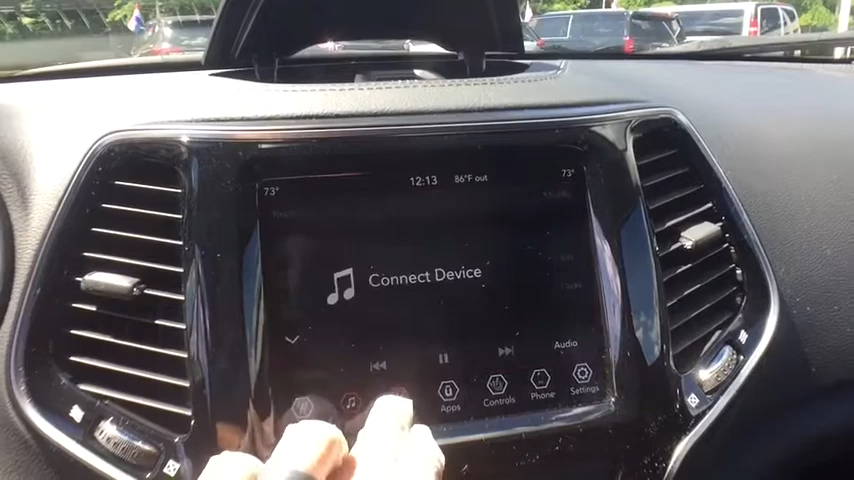 73°
12:13
86°F out
73°
Connect Device
Audio
Apps
Controls
Phone
Settings